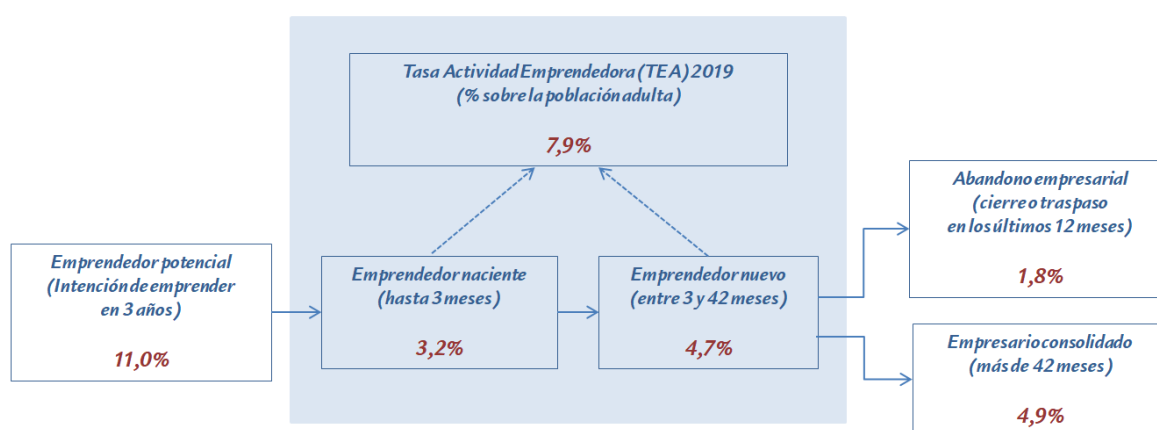 Tasa Actividad Emprendedora (TEA) 2019
(% sobre la población adulta)
7,9%
Emprendedor potencial
(Intención de emprender
en 3 años)
11,0%
Emprendedor naciente
(hasta 3 meses)
3,2%
Emprendedor nuevo
(entre 3 y 42 meses)
4,7%
Abandono empresarial
(cierre o traspaso
en los últimos 12 meses)
1,8%
Empresario consolidado
(más de 42 meses)
4,9%